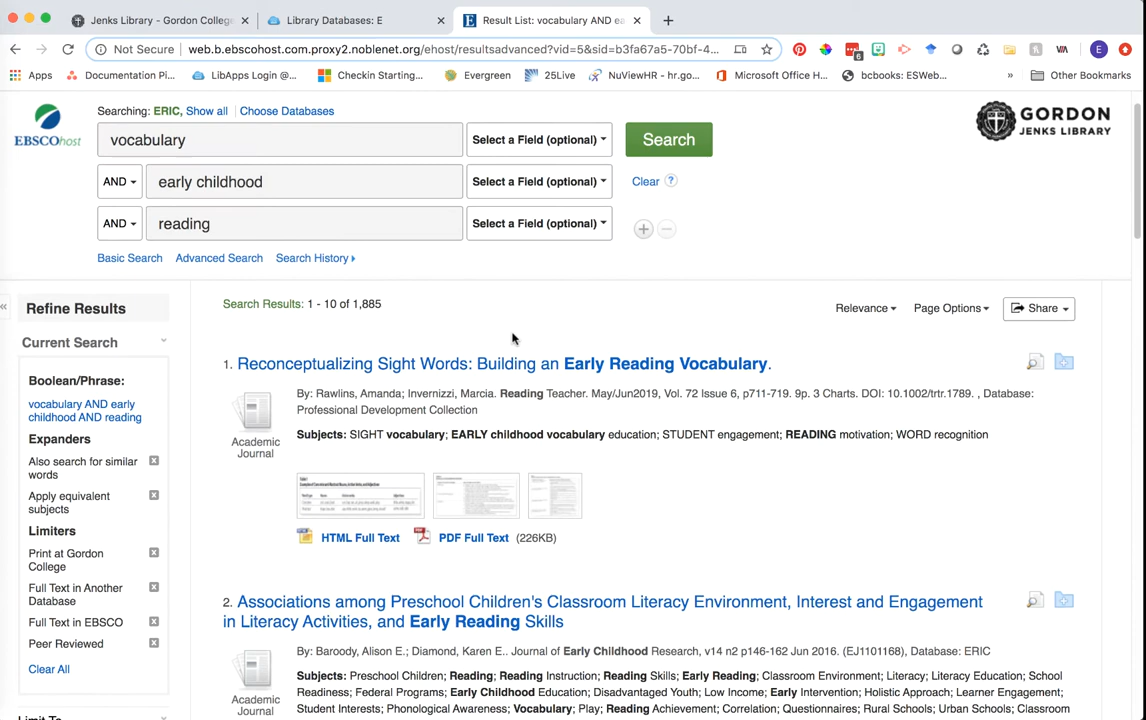 Jenks Library - Gordon College
Library Databases: E
Result List: vocabulary AND ea
Not Secure web.b.ebscohost.com.proxy2.noblenet.org/ehost/resultsadvanced?vid=5&sid=b3fa67a5-70bf-4...
6
E
Apps Documentation Pl... LibApps Login @... Checkin Starting... Evergreen 25Live NuViewHR - hr.go... Microsoft Office H... bcbooks: ESWeb... » Other Bookmarks
EBSCOhost
Searching: ERIC, Show all Choose Databases
vocabulary Select a Field (optional) Search
AND early childhood Select a Field (optional) Clear ?
AND reading Select a Field (optional)
Basic Search Advanced Search Search History
GORDON
JENKS LIBRARY
Refine Results
Current Search
Boolean/Phrase:
vocabulary AND early
childhood AND reading
Expanders
Also search for similar
words
Apply equivalent
subjects
Limiters
Print at Gordon
College
Full Text in Another
Database
Full Text in EBSCO
Peer Reviewed
Clear All
Limit To
Search Results: 1 - 10 of 1,885
Relevance Page Options Share
1. Reconceptualizing Sight Words: Building an Early Reading Vocabulary.
By: Rawlins, Amanda; Invernizzi, Marcia. Reading Teacher. May/Jun2019, Vol. 72 Issue 6, p711-719. 9p. 3 Charts. DOI: 10.1002/trtr.1789. , Database:
Professional Development Collection
Academic
Journal
Subjects: SIGHT vocabulary; EARLY childhood vocabulary education; STUDENT engagement; READING motivation; WORD recognition
HTML Full Text PDF Full Text (226KB)
2. Associations among Preschool Children's Classroom Literacy Environment, Interest and Engagement
in Literacy Activities, and Early Reading Skills
By: Baroody, Alison E.; Diamond, Karen E.. Journal of Early Childhood Research, v14 n2 p146-162 Jun 2016. (EJ1101168), Database: ERIC
Academic
Journal
Subjects: Preschool Children; Reading; Reading Instruction; Reading Skills; Early Reading; Classroom Environment; Literacy; Literacy Education; School
Readiness; Federal Programs; Early Childhood Education; Disadvantaged Youth; Low Income; Early Intervention; Holistic Approach; Learner Engagement;
Student Interests; Phonological Awareness; Vocabulary; Play; Reading Achievement; Correlation; Questionnaires; Rural Schools; Urban Schools; Classroom